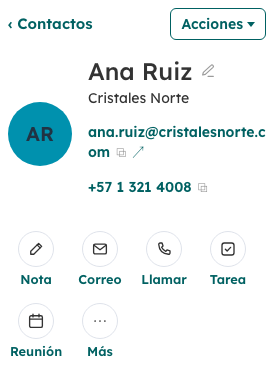 ‹ Contactos
Acciones
Ana Ruiz
Cristales Norte
AR
ana.ruiz@cristalesnorte.c
om
+57 1 321 4008
Nota
Correo
Llamar
Tarea
Reunión
Más